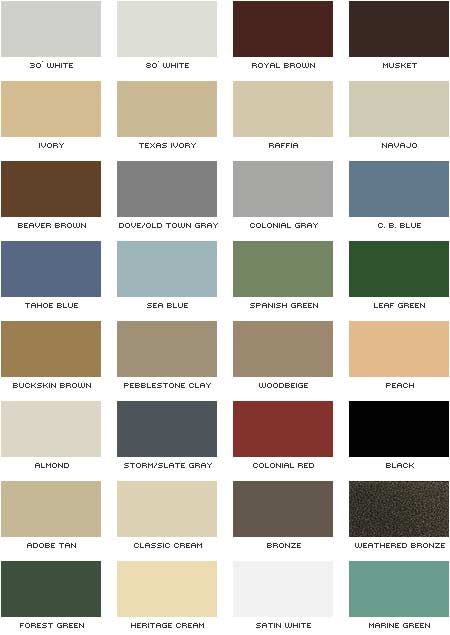 30° WHITE
80° WHITE
ROYAL BROWN
MUSKET
IVORY
TEXAS IVORY
RAFFIA
NAVAJO
BEAVER BROWN
DOVE/OLD TOWN GRAY
COLONIAL GRAY
C. B. BLUE
TAHOE BLUE
SEA BLUE
SPANISH GREEN
LEAF GREEN
BUCKSKIN BROWN
PEBBLESTONE CLAY
WOODBEIGE
PEACH
ALMOND
STORM/SLATE GRAY
COLONIAL RED
BLACK
ADOBE TAN
CLASSIC CREAM
BRONZE
WEATHERED BRONZE
FOREST GREEN
HERITAGE CREAM
SATIN WHITE
MARINE GREEN